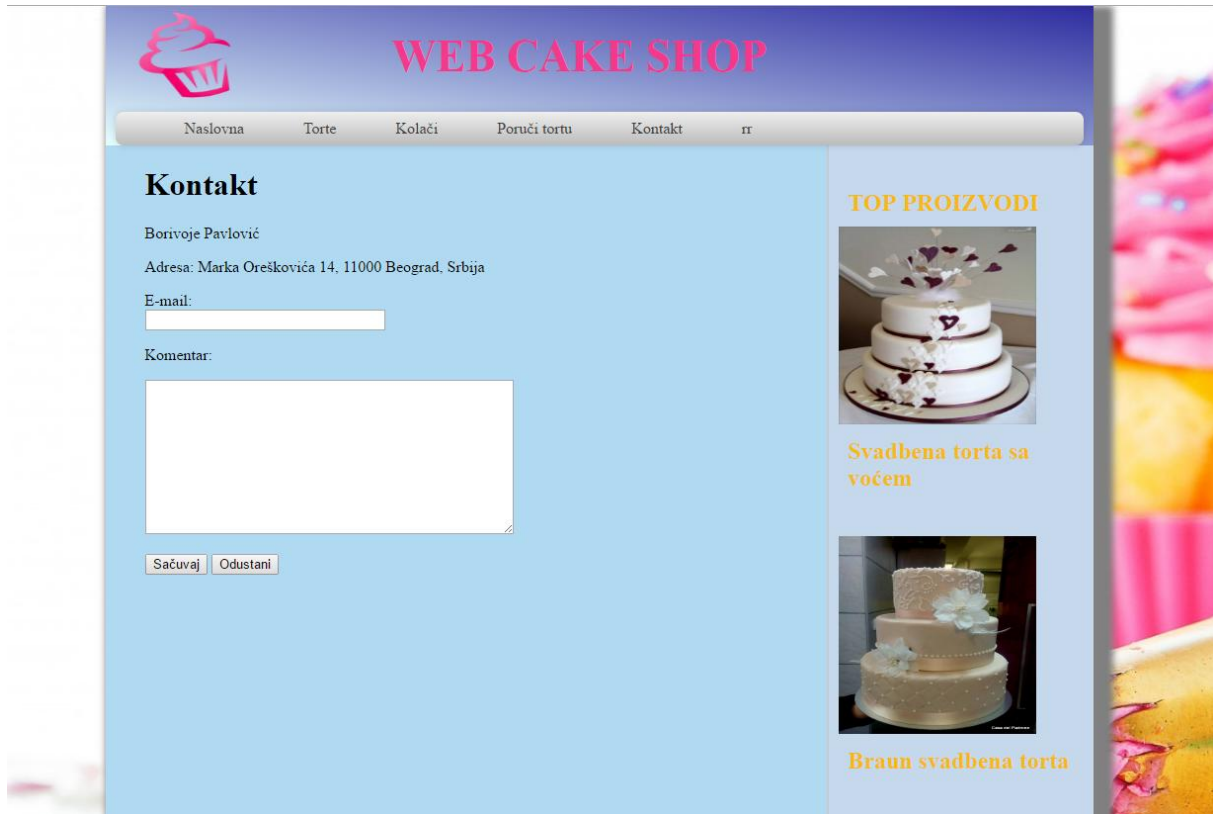 WEB CAKE SHOP
Naslovna Torte Kolači Poruči tortu Kontakt rr
Kontakt
Borivoje Pavlović
Adresa: Marka Oreškovića 14, 11000 Beograd, Srbija
E-mail:
Komentar:
Sačuvaj Odustani
TOP PROIZVODI
Svadbena torta sa
voćem
Braun svadbena torta